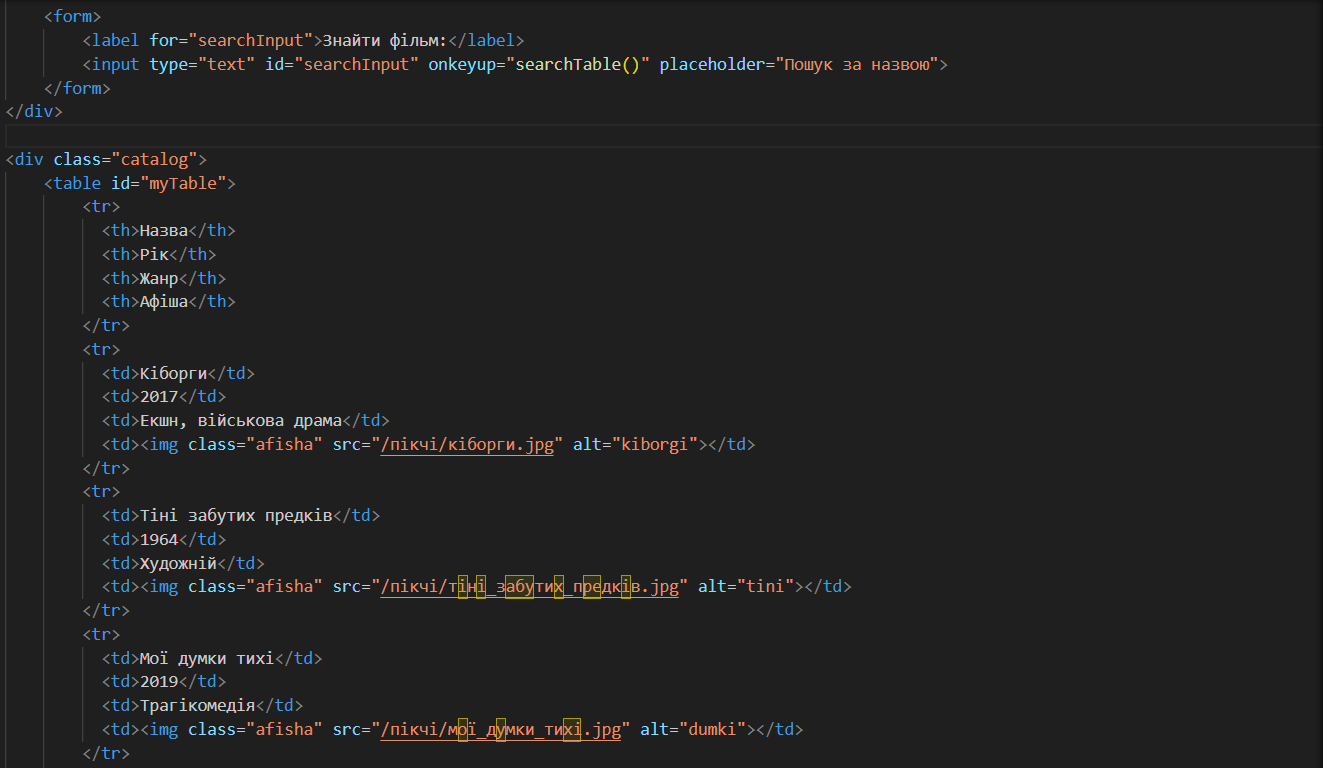 <form>
<label for="searchInput">Знайти фільм:</label>
<input type="text" id="searchInput" onkeyup="searchTable()" placeholder="Пошук за назвою">
</form>
</div>
<div class="catalog">
<table id="myTable">
<tr>
<th>Назва</th>
<th>Рік</th>
<th>Жанр</th>
<th>Афіша</th>
</tr>
<tr>
<td>Кіборги</td>
<td>2017</td>
<td>Екшн, військова драма</td>
<td><img class="afisha" src="/пікчі/кіборги.jpg" alt="kiborgi"></td>
</tr>
<tr>
<td>Тіні забутих предків</td>
<td>1964</td>
<td>Художній</td>
<td><img class="afisha" src="/пікчі/тіні_забутих_предків.jpg" alt="tini"></td>
</tr>
<tr>
<td>Мої думки тихі</td>
<td>2019</td>
<td>Трагікомедія</td>
<td><img class="afisha" src="/пікчі/мої_думки_тихі.jpg" alt="dumki"></td>
</tr>